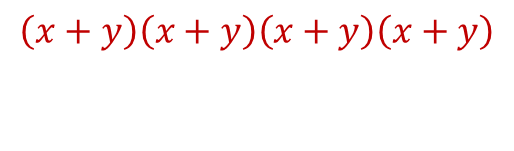 (𝑥 + 𝑦)(𝑥 + 𝑦)(𝑥 + 𝑦)(𝑥 + 𝑦)